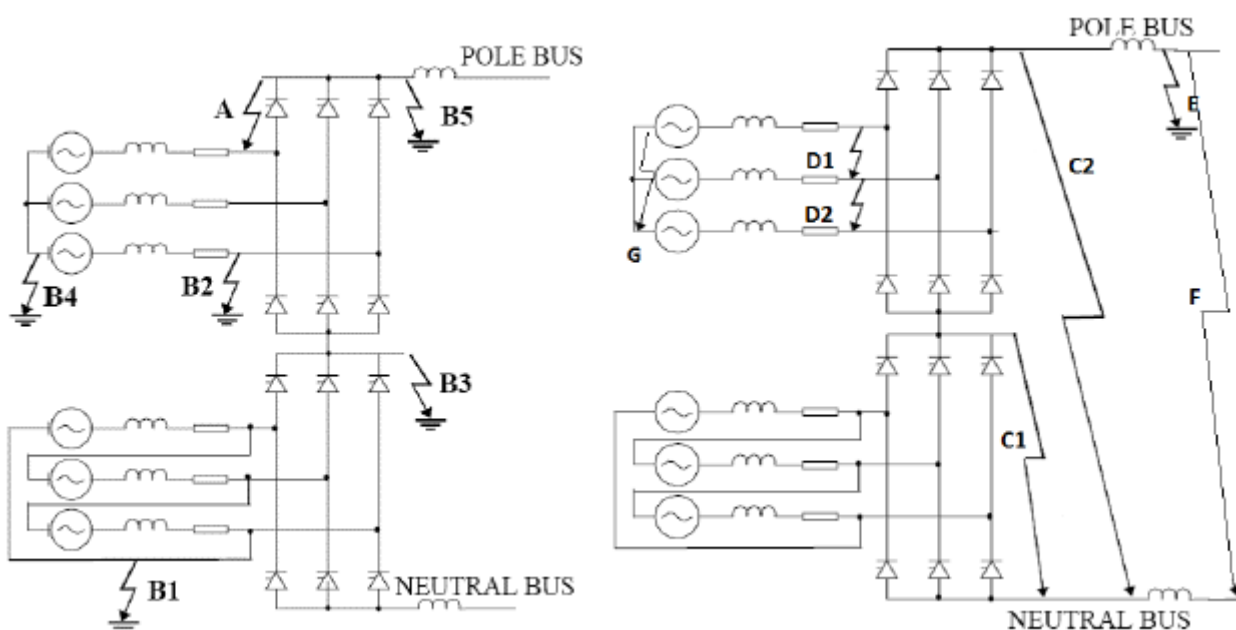 POLE BUS
A
B5
B4
B2
B3
B1
NEUTRAL BUS
POLE BUS
E
D1
C2
D2
G
F
C1
NEUTRAL BUS